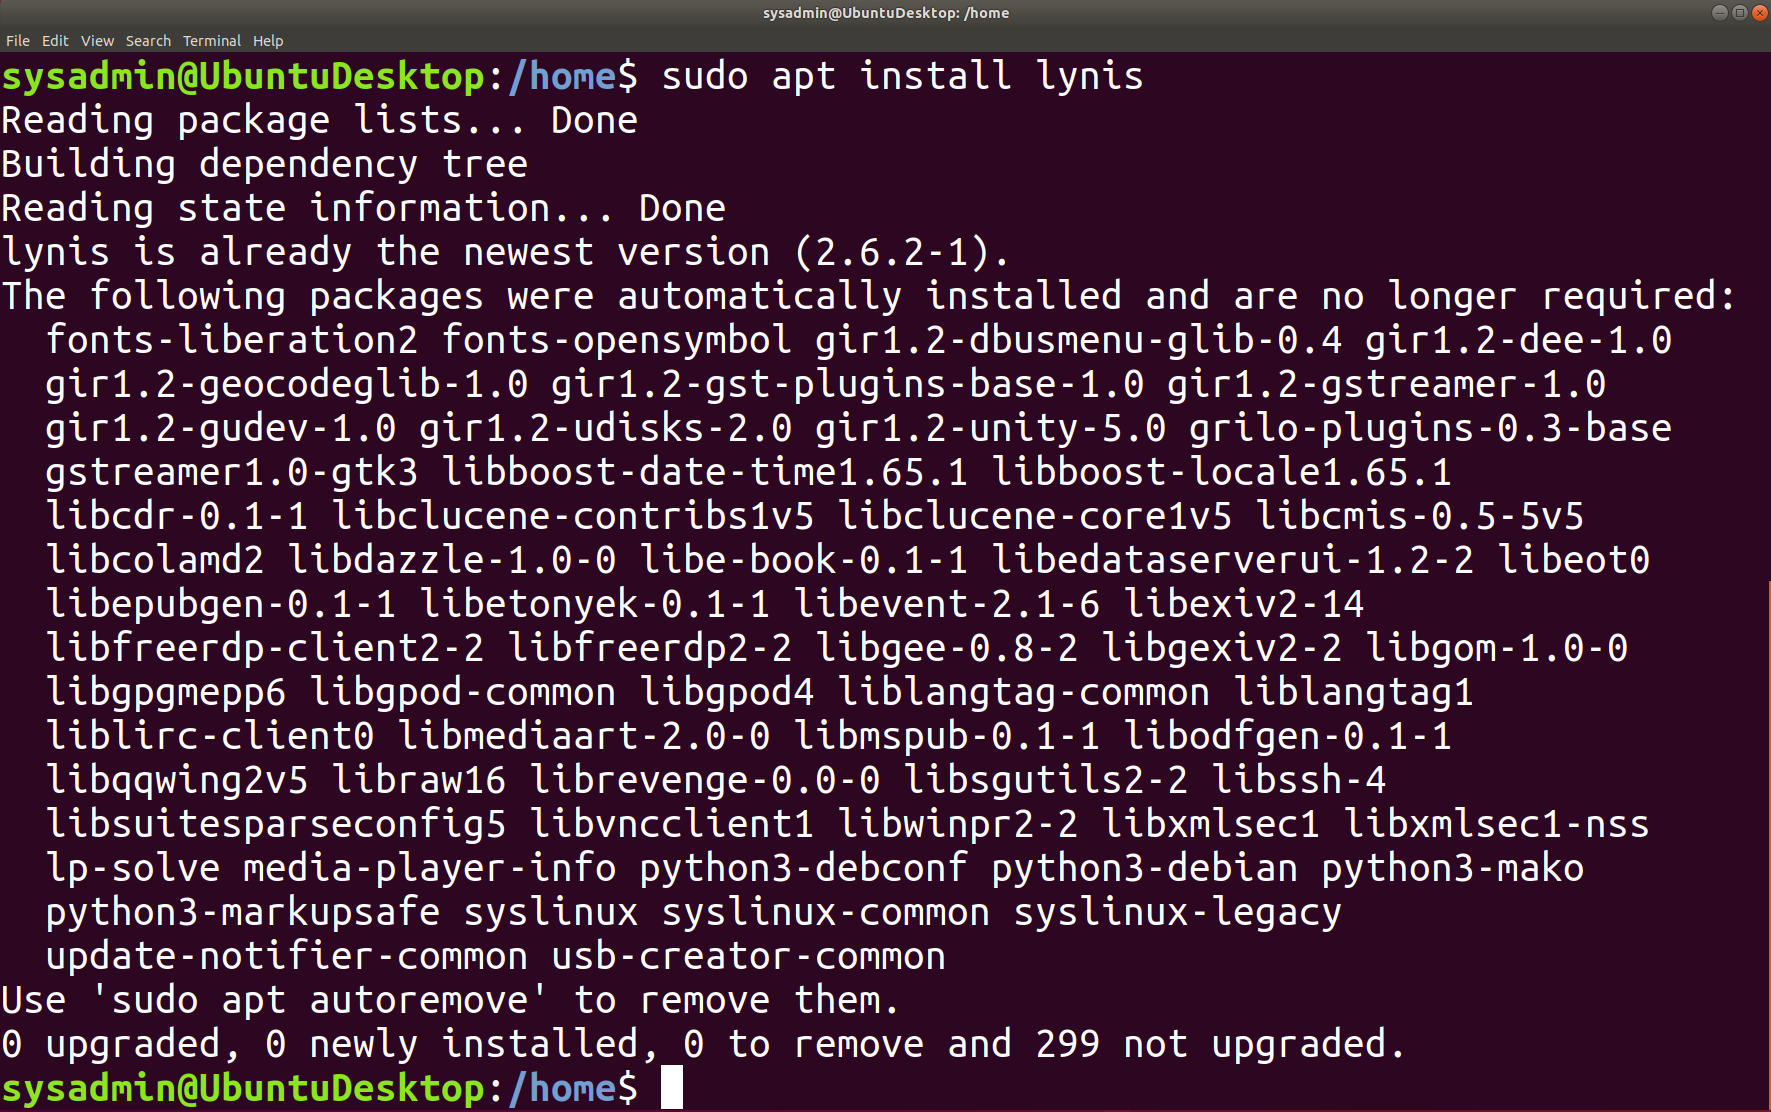 sysadmin@UbuntuDesktop: /home
File Edit View Search Terminal Help
sysadmin@UbuntuDesktop:/home$ sudo apt install lynis
Reading package lists... Done
Building dependency tree
Reading state information... Done
lynis is already the newest version (2.6.2-1).
The following packages were automatically installed and are no longer required:
  fonts-liberation2 fonts-opensymbol gir1.2-dbusmenu-glib-0.4 gir1.2-dee-1.0
  gir1.2-geocodeglib-1.0 gir1.2-gst-plugins-base-1.0 gir1.2-gstreamer-1.0
  gir1.2-gudev-1.0 gir1.2-udisks-2.0 gir1.2-unity-5.0 grilo-plugins-0.3-base
  gstreamer1.0-gtk3 libboost-date-time1.65.1 libboost-locale1.65.1
  libcdr-0.1-1 libclucene-contribs1v5 libclucene-core1v5 libcmis-0.5-5v5
  libcolamd2 libdazzle-1.0-0 libe-book-0.1-1 libedataserverui-1.2-2 libeot0
  libepubgen-0.1-1 libetonyek-0.1-1 libevent-2.1-6 libexiv2-14
  libfreerdp-client2-2 libfreerdp2-2 libgee-0.8-2 libgexiv2-2 libgom-1.0-0
  libgpgmepp6 libgpod-common libgpod4 liblangtag-common liblangtag1
  liblirc-client0 libmediaart-2.0-0 libmspub-0.1-1 libodfgen-0.1-1
  libqqwing2v5 libraw16 librevenge-0.0-0 libsgutils2-2 libssh-4
  libsuitesparseconfig5 libvncclient1 libwinpr2-2 libxmlsec1 libxmlsec1-nss
  lp-solve media-player-info python3-debconf python3-debian python3-mako
  python3-markupsafe syslinux syslinux-common syslinux-legacy
  update-notifier-common usb-creator-common
Use 'sudo apt autoremove' to remove them.
0 upgraded, 0 newly installed, 0 to remove and 299 not upgraded.
sysadmin@UbuntuDesktop:/home$